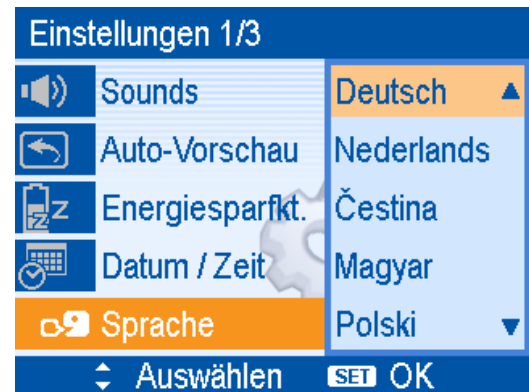 Einstellungen 1/3
Sounds
Auto-Vorschau
Energiesparfkt.
Datum / Zeit
Sprache
Deutsch
Nederlands
Čestina
Magyar
Polski
Auswählen SET OK